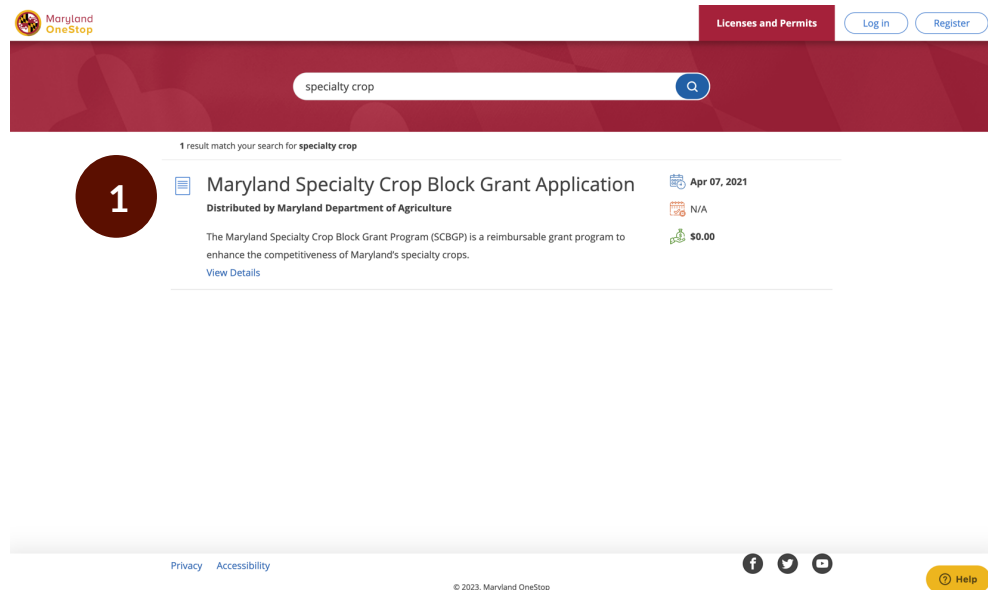 Maryland
OneStop
Licenses and Permits
Log in
Register
specialty crop
1 result match your search for specialty crop
1
Maryland Specialty Crop Block Grant Application
Apr 07, 2021
Distributed by Maryland Department of Agriculture
N/A
The Maryland Specialty Crop Block Grant Program (SCBGP) is a reimbursable grant program to
$0.00
enhance the competitiveness of Maryland's specialty crops.
View Details
Privacy Accessibility
© 2023. Maryland OneStop
Help